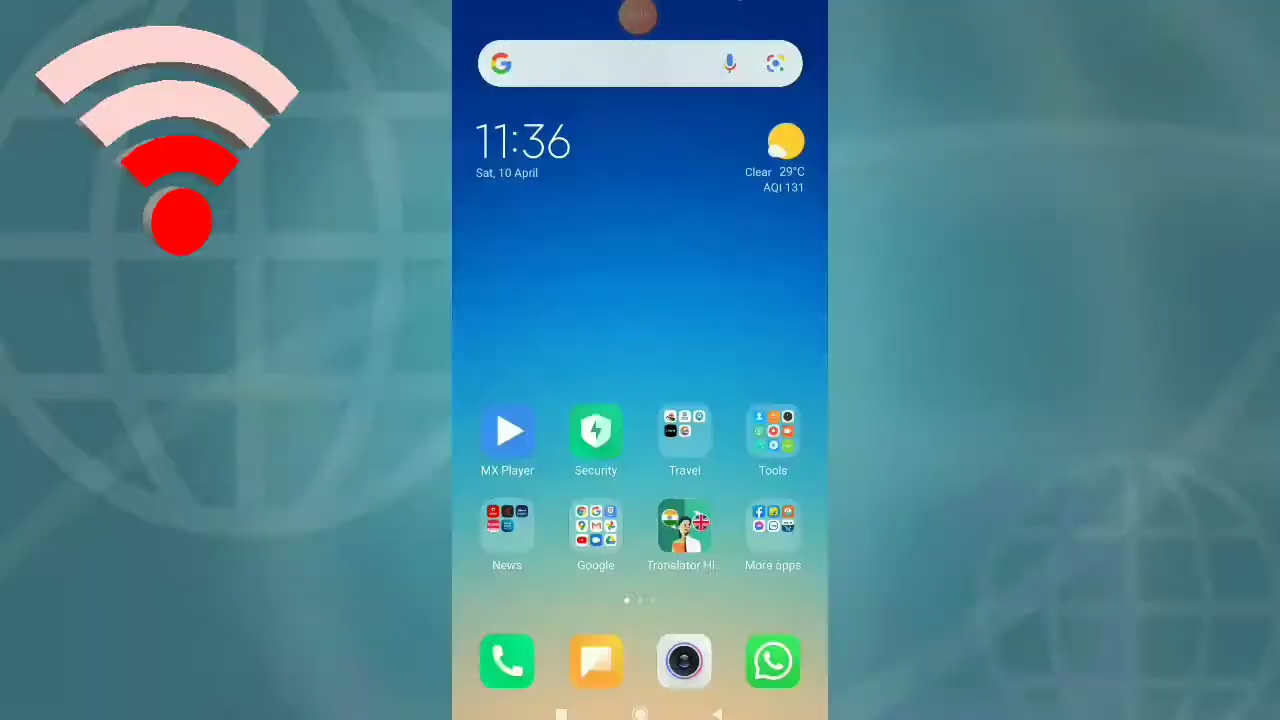 11:36
Sat, 10 April
Clear 29°C
AQI 131
MX Player
Security
Travel
Tools
News
Google
Translator HI..
More apps